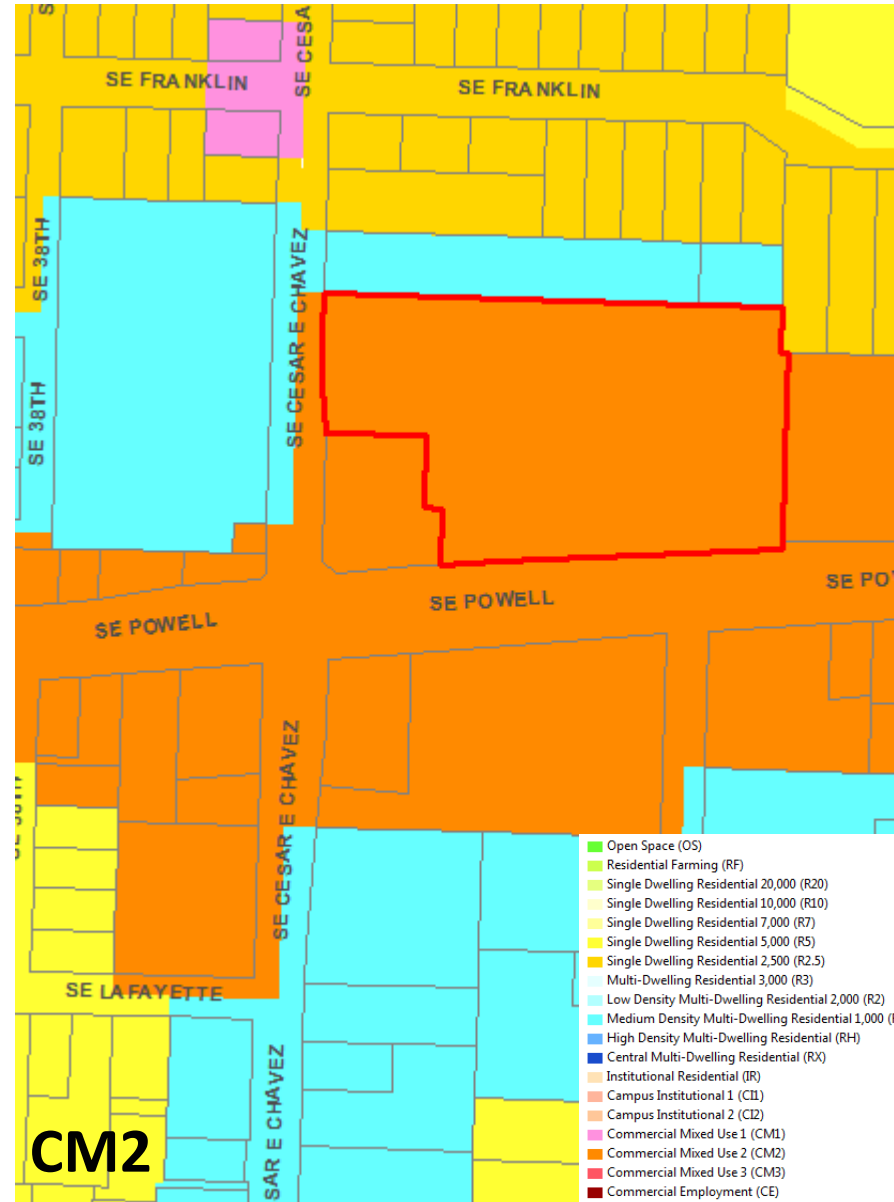 S
SE FRANKLIN
SE CESA
SE FRANKLIN
SE 38TH
SE CESAR E CHAVEZ
SE 38TH
SE POWELL
SE POWELL
SE PO
SE CESAR E CHAVEZ
SE LAFAYETTE
SAR E CHAVEZ
CM2
Open Space (OS)
Residential Farming (RF)
Single Dwelling Residential 20,000 (R20)
Single Dwelling Residential 10,000 (R10)
Single Dwelling Residential 7,000 (R7)
Single Dwelling Residential 5,000 (R5)
Single Dwelling Residential 2,500 (R2.5)
Multi-Dwelling Residential 3,000 (R3)
Low Density Multi-Dwelling Residential 2,000 (R2)
Medium Density Multi-Dwelling Residential 1,000 (
High Density Multi-Dwelling Residential (RH)
Central Multi-Dwelling Residential (RX)
Institutional Residential (IR)
Campus Institutional 1 (CI1)
Campus Institutional 2 (CI2)
Commercial Mixed Use 1 (CM1)
Commercial Mixed Use 2 (CM2)
Commercial Mixed Use 3 (CM3)
Commercial Employment (CE)